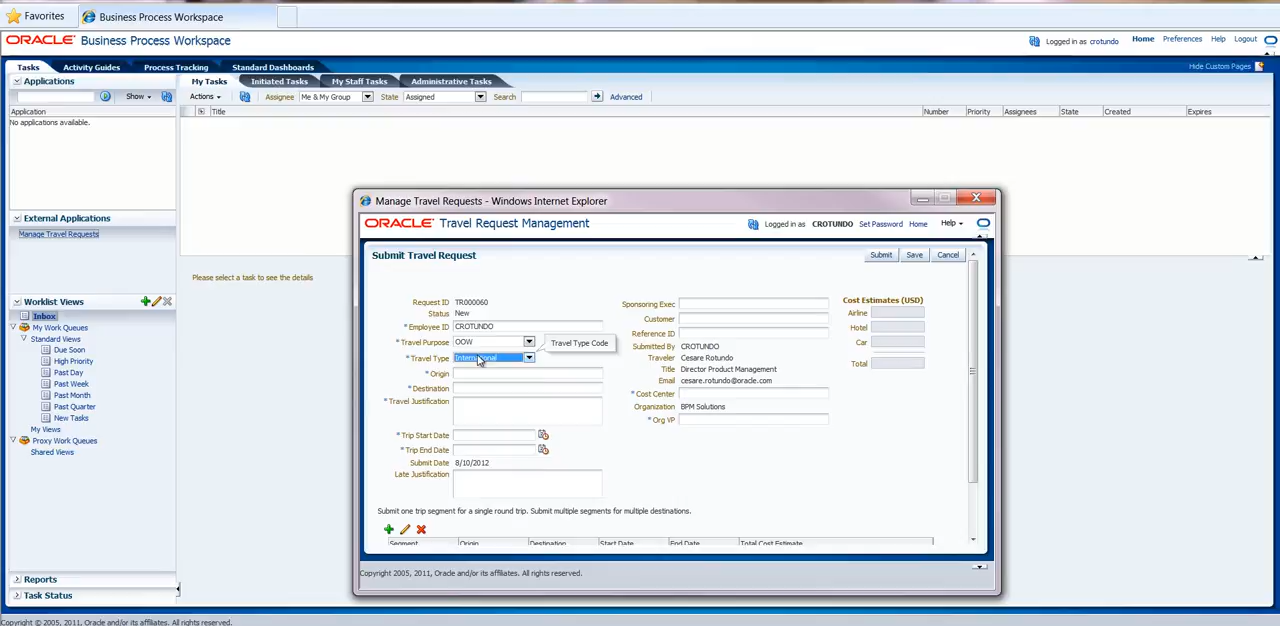 Favorites
Business Process Workspace
ORACLE Business Process Workspace
Logged in as crotundo Home Preferences Help Logout
Tasks Activity Guides Process Tracking Standard Dashboards
Hide Custom Pages
Applications
Show
Application
No applications available.
My Tasks Initiated Tasks My Staff Tasks Administrative Tasks
Actions Assignee Me & My Group State Assigned Search Advanced
Title Number Priority Assignees State Created Expires
Please select a task to see the details
External Applications
Manage Travel Requests
Worklist Views
Inbox
My Work Queues
Standard Views
Due Soon
High Priority
Past Day
Past Week
Past Month
Past Quarter
New Tasks
My Views
Proxy Work Queues
Shared Views
Reports
Task Status
Manage Travel Requests - Windows Internet Explorer
ORACLE Travel Request Management
Logged in as CROTUNDO Set Password Home Help
Submit Travel Request
Submit Save Cancel
Request ID TR000060
Status New
* Employee ID CROTUNDO
* Travel Purpose OOW
Travel Type Code
* Travel Type International
* Origin
* Destination
* Travel Justification
* Trip Start Date
* Trip End Date
Submit Date 8/10/2012
Late Justification
Sponsoring Exec
Customer
Reference ID
Submitted By CROTUNDO
Traveler Cesare Rotundo
Title Director Product Management
Email cesare.rotundo@oracle.com
* Cost Center
Organization BPM Solutions
* Org VP
Cost Estimates (USD)
Airline
Hotel
Car
Total
Submit one trip segment for a single round trip. Submit multiple segments for multiple destinations.
Segment Origin Destination Start Date End Date Total Cost Estimate
Copyright 2005, 2011, Oracle and/or its affiliates. All rights reserved.
Copyright © 2005, 2011, Oracle and/or its affiliates. All rights reserved.